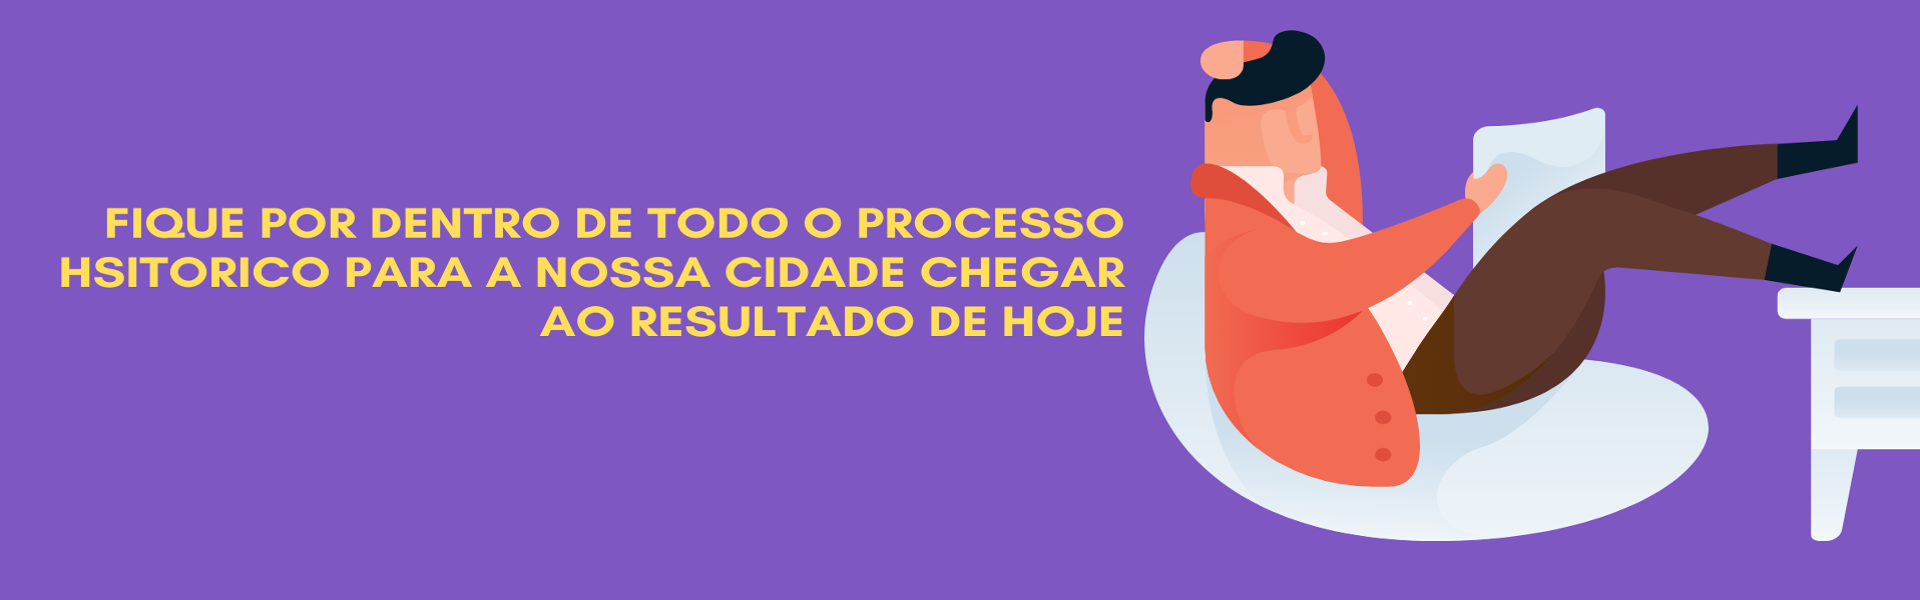 FIQUE POR DENTRO DE TODO O PROCESSO
HSITORICO PARA A NOSSA CIDADE CHEGAR
AO RESULTADO DE HOJE